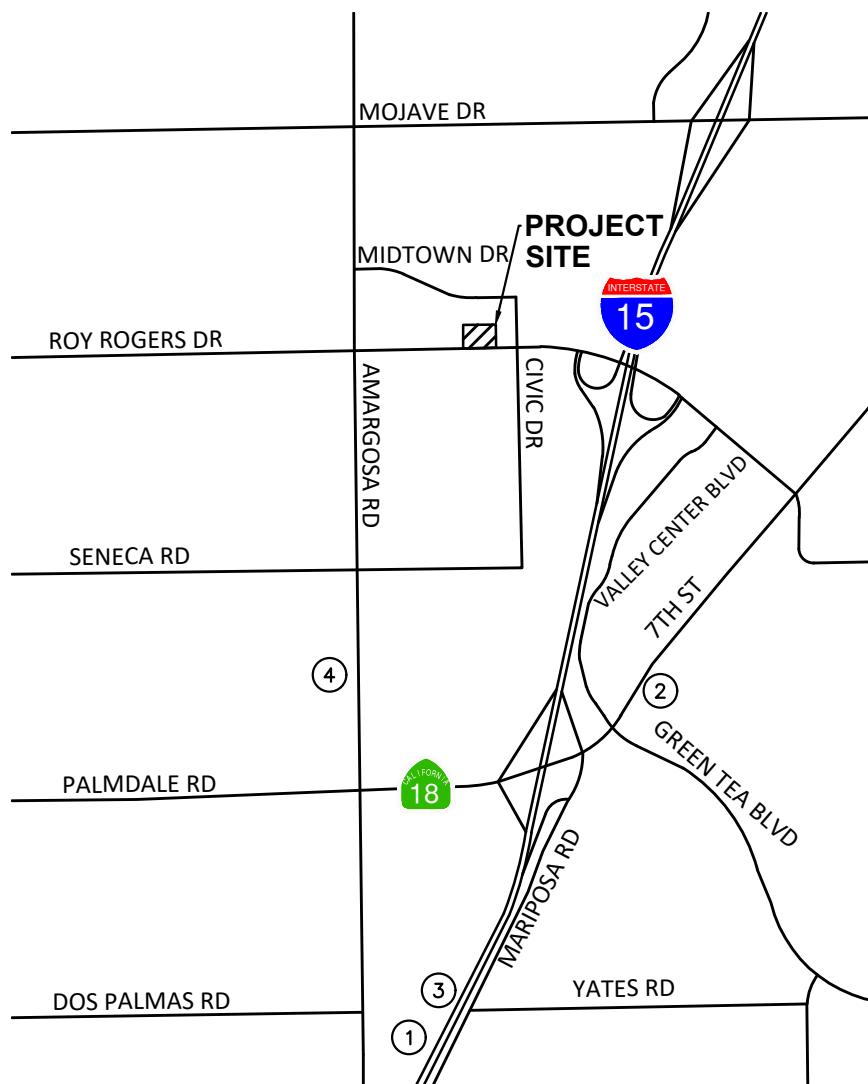 MOJAVE DR
PROJECT
SITE
MIDTOWN DR
INTERSTATE
15
ROY ROGERS DR
AMARGOSA RD
CIVIC DR
VALLEY CENTER BLVD
SENECA RD
7TH ST
4
2
GREEN TEA BLVD
PALMDALE RD
CALIFORNIA
18
MARIPOSA RD
3
YATES RD
DOS PALMAS RD
1